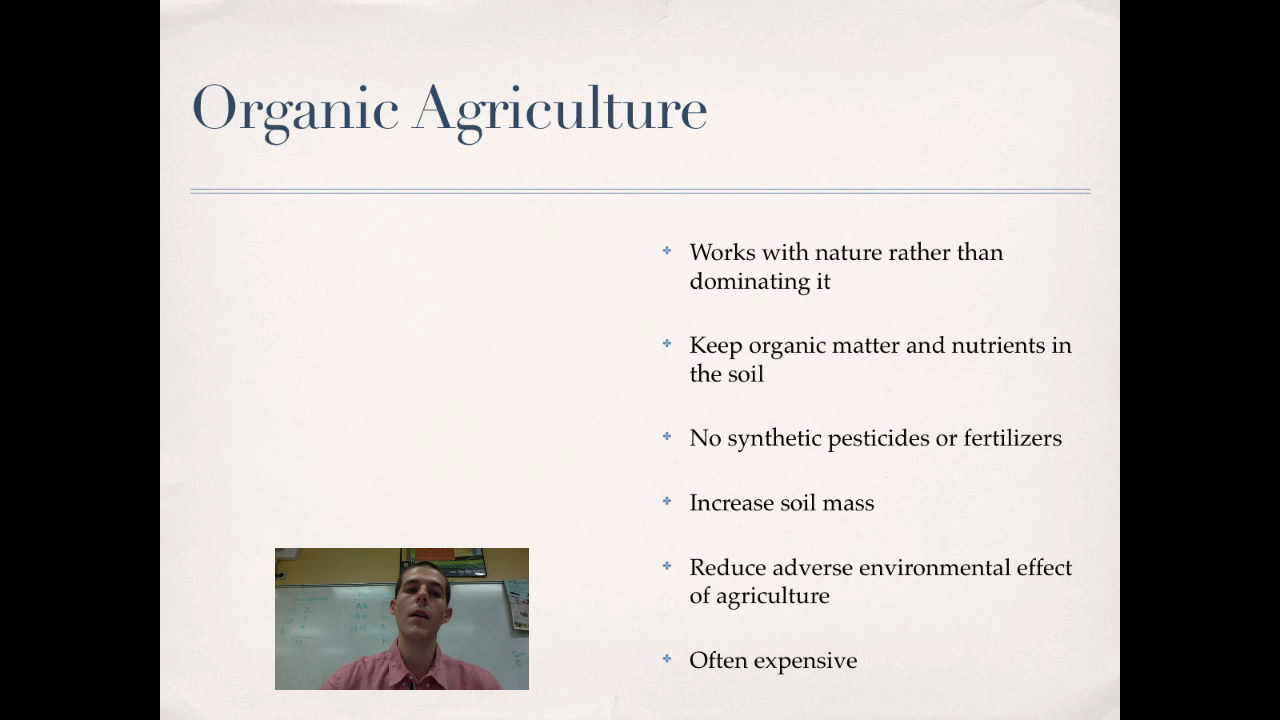 Organic Agriculture
Works with nature rather than
dominating it
Keep organic matter and nutrients in
the soil
No synthetic pesticides or fertilizers
Increase soil mass
Reduce adverse environmental effect
of agriculture
Often expensive